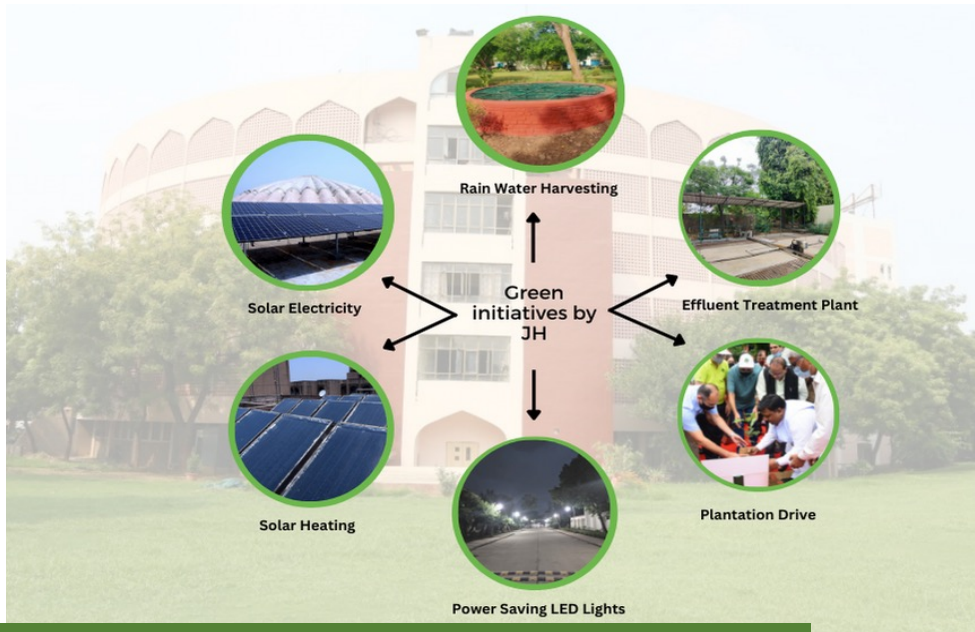 Rain Water Harvesting
Solar Electricity
Green
initiatives by
JH
Effluent Treatment Plant
Solar Heating
Plantation Drive
Power Saving LED Lights